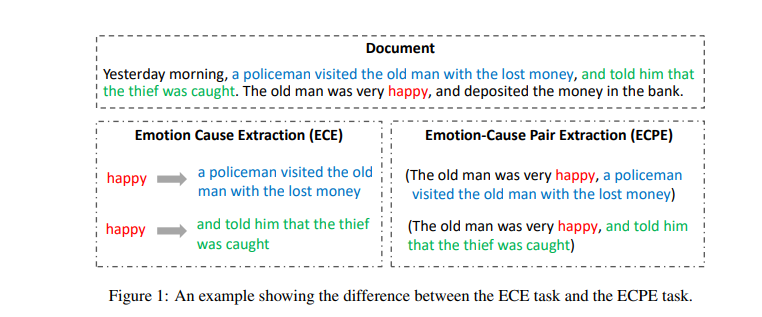 Document
Yesterday morning, a policeman visited the old man with the lost money, and told him that
the thief was caught. The old man was very happy, and deposited the money in the bank.
Emotion Cause Extraction (ECE)
happy
a policeman visited the old
man with the lost money
happy
and told him that the thief
was caught
Emotion-Cause Pair Extraction (ECPE)
(The old man was very happy, a policeman
visited the old man with the lost money)
(The old man was very happy, and told him
that the thief was caught)
Figure 1: An example showing the difference between the ECE task and the ECPE task.